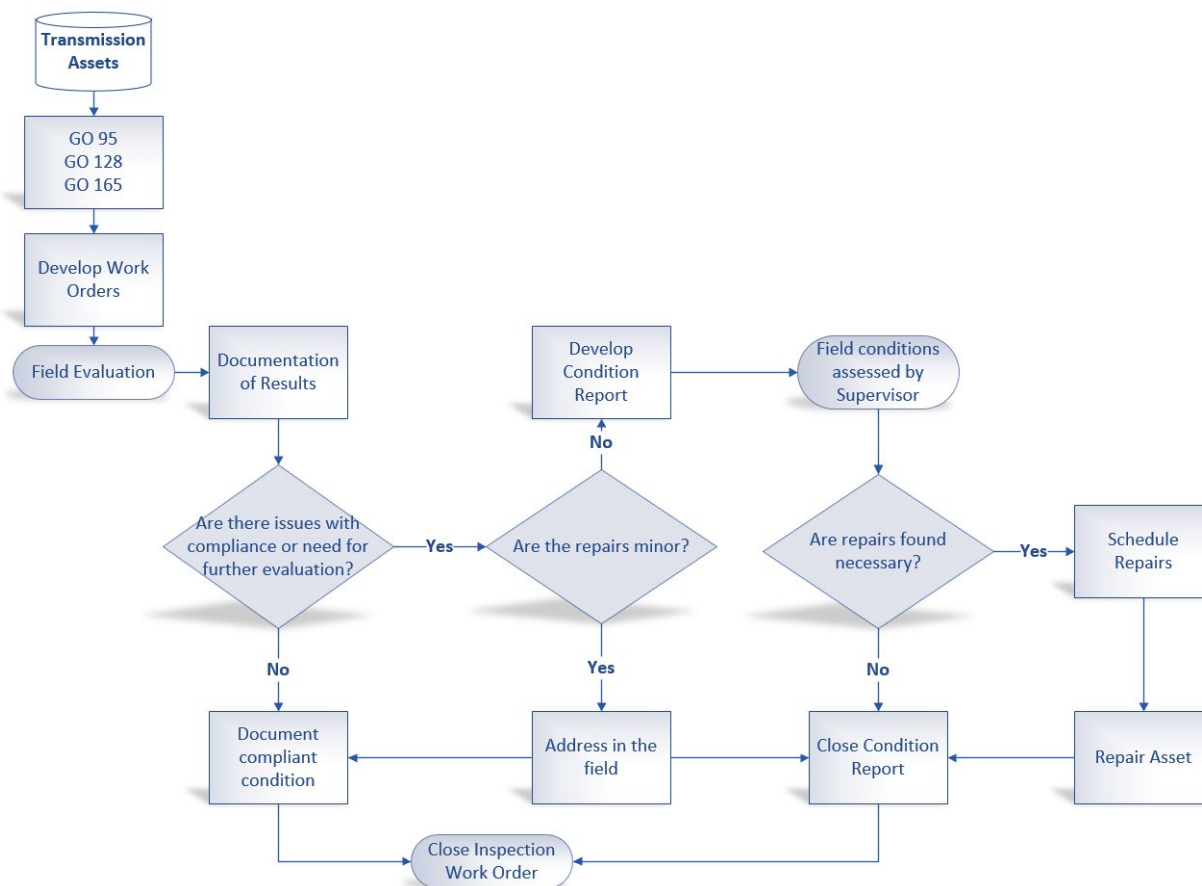 Transmission
Assets
GO 95
GO 128
GO 165
Develop Work
Orders
Field Evaluation
Documentation
of Results
Develop
Condition
Report
Field conditions
assessed by
Supervisor
No
Are there issues with
compliance or need for
further evaluation?
Yes
Are the repairs minor?
Are repairs found
necessary?
Yes
Schedule
Repairs
No
Yes
No
Document
compliant
condition
Address in the
field
Close Condition
Report
Repair Asset
Close Inspection
Work Order